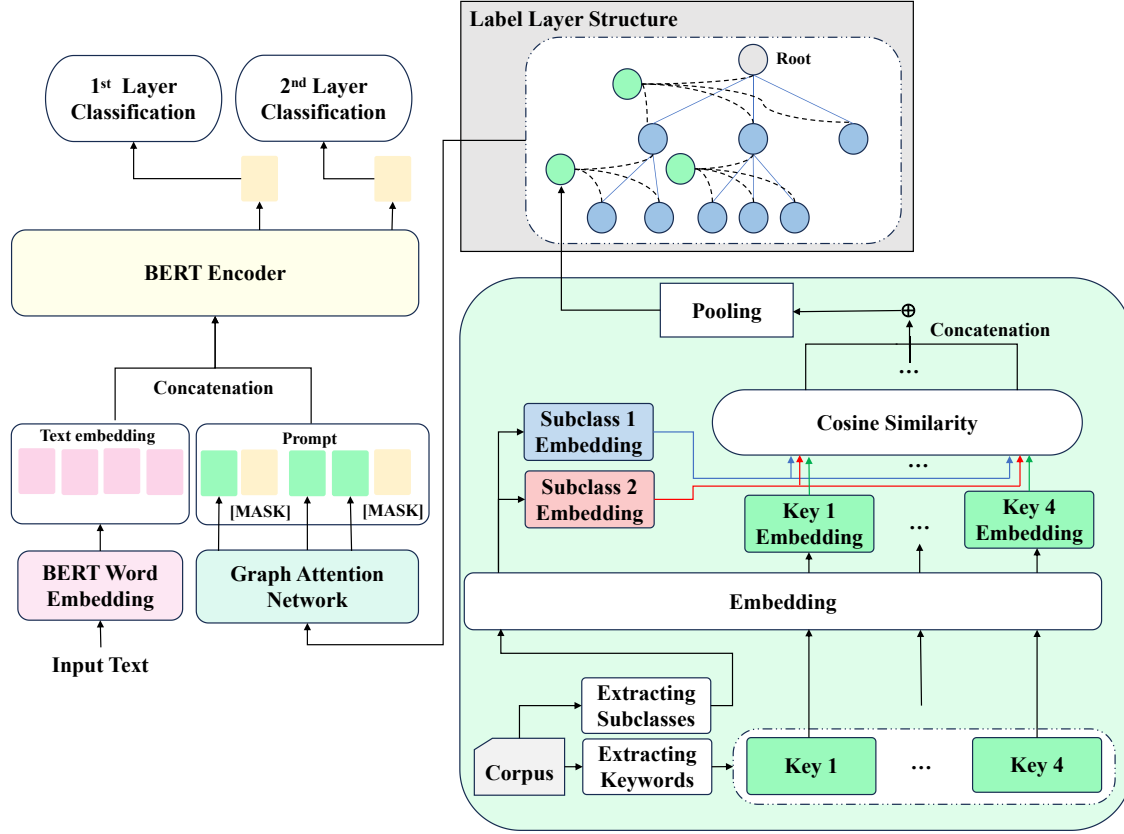 Label Layer Structure
Root
1st Layer
Classification
2nd Layer
Classification
BERT Encoder
Concatenation
Text embedding
Prompt
[MASK]
[MASK]
BERT Word
Embedding
Graph Attention
Network
Input Text
Pooling
⊕
Concatenation
...
Cosine Similarity
...
Subclass 1
Embedding
Subclass 2
Embedding
Key 1
Embedding
...
Key 4
Embedding
Embedding
Extracting
Subclasses
Corpus
Extracting
Keywords
Key 1
...
Key 4